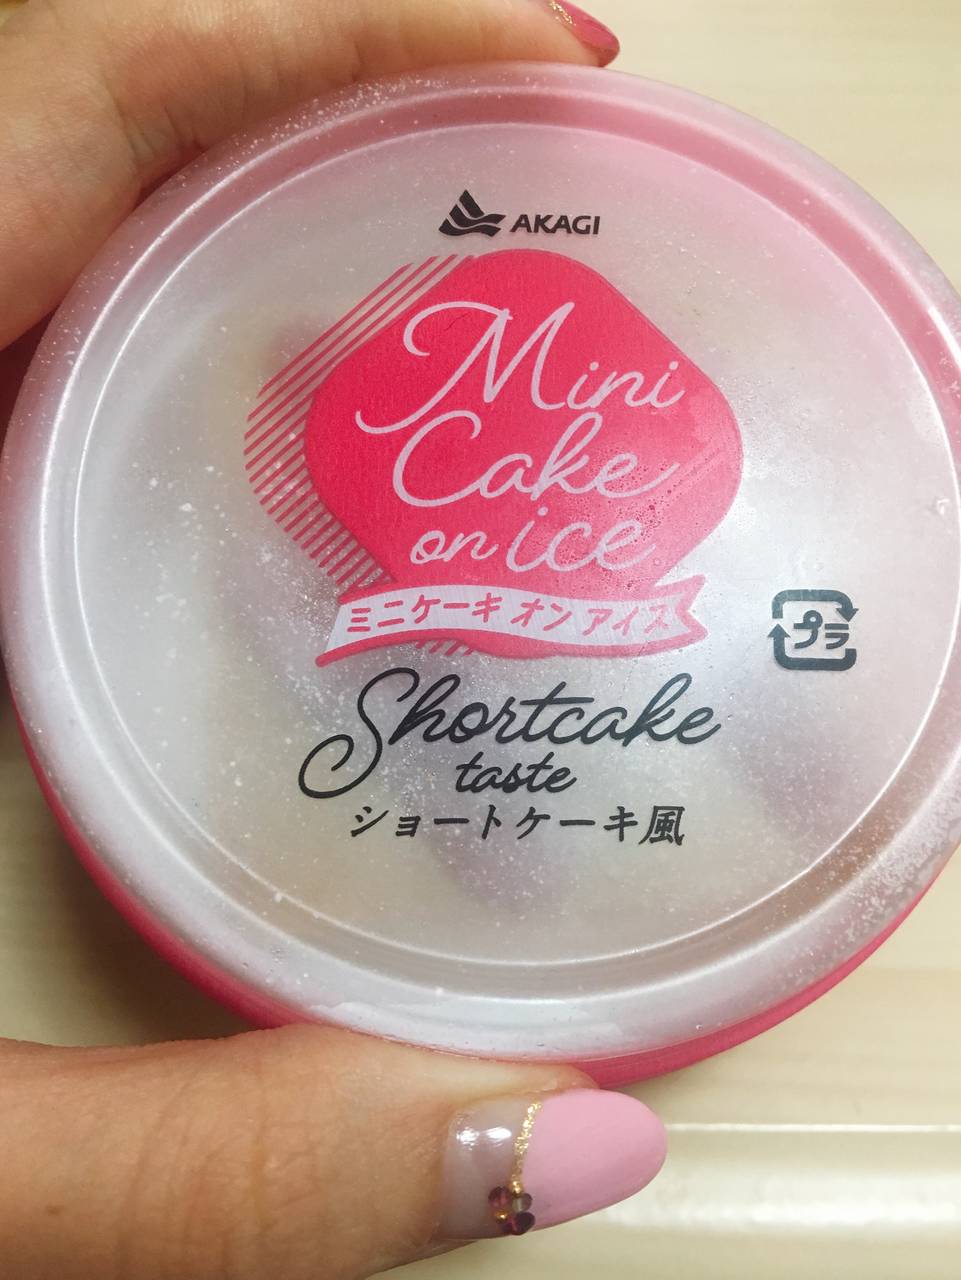 AKAGI
Mini
Cake
on ice
ミニケーキ オン アイス
プラ
Shortcake
taste
ショートケーキ風